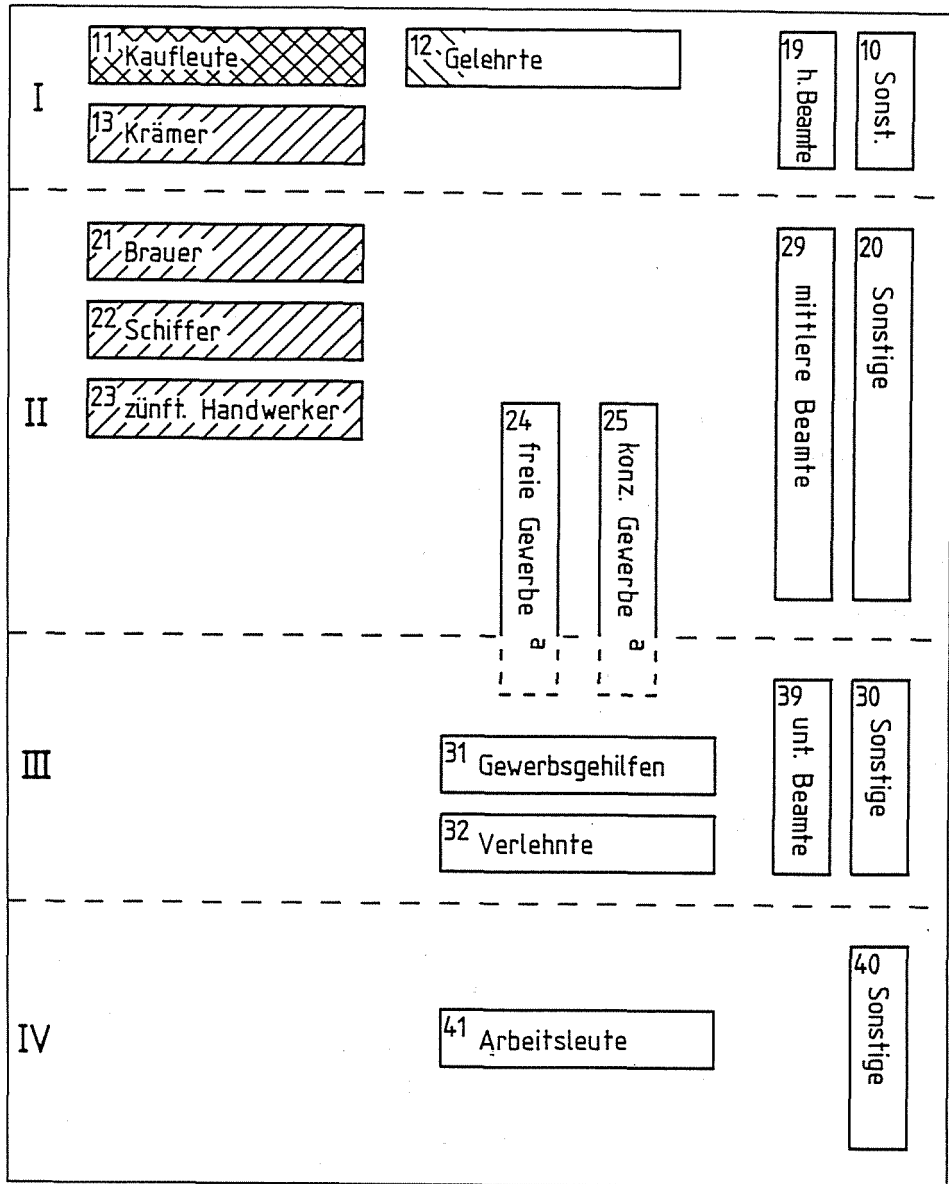 I
11 Kaufleute
12 Gelehrte
13 Krämer
19 h. Beamte
10 Sonst.
II
21 Brauer
22 Schiffer
23 zünft. Handwerker
24 freie Gewerbe a
25 konz. Gewerbe a
29 mittlere Beamte
20 Sonstige
III
31 Gewerbsgehilfen
32 Verlehnte
39 unt. Beamte
30 Sonstige
IV
41 Arbeitsleute
40 Sonstige